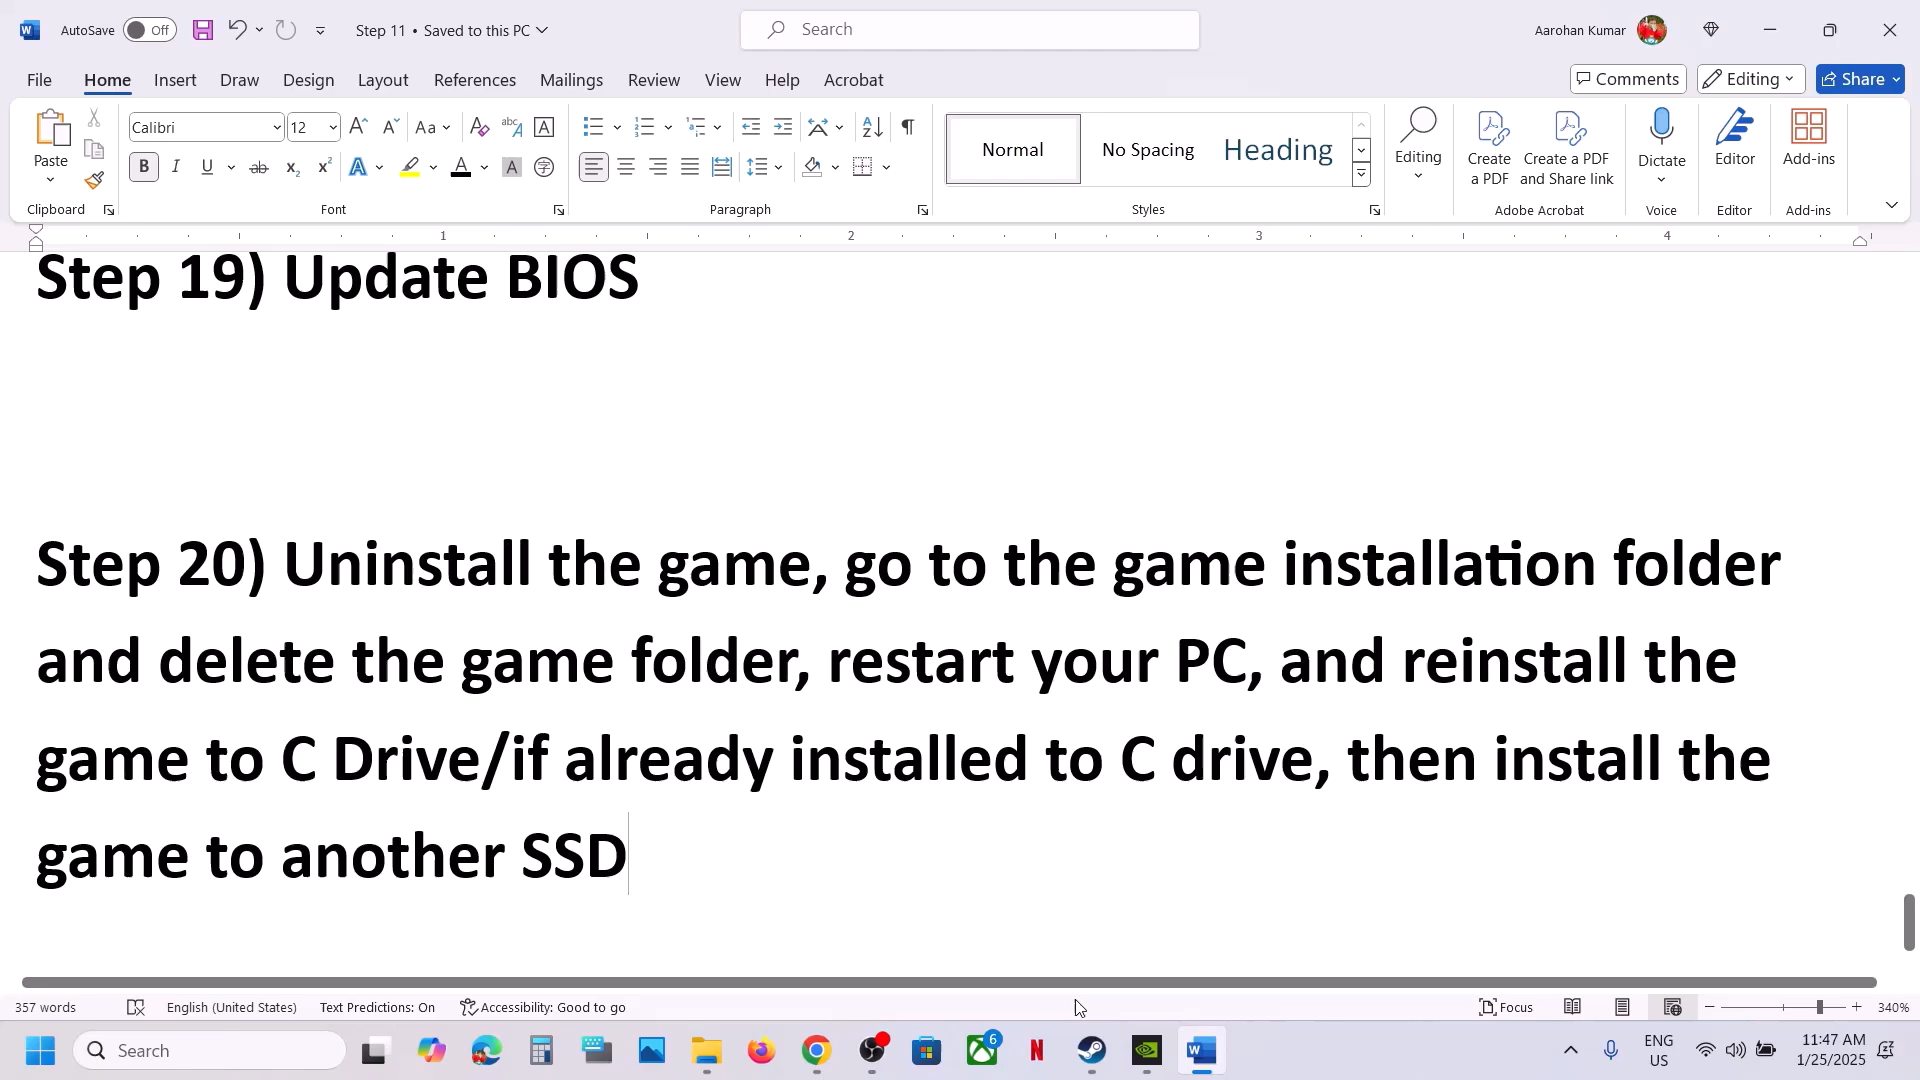 AutoSave Off Step 11 • Saved to this PC Search Aarohan Kumar
File Home Insert Draw Design Layout References Mailings Review View Help Acrobat Comments Editing Share
Paste
Calibri 12
Normal No Spacing Heading
Editing
Create a PDF
Create a PDF and Share link
Dictate
Editor
Add-ins
Clipboard Font Paragraph Styles Adobe Acrobat Voice Editor Add-ins
1 2 3 4
Step 19) Update BIOS
Step 20) Uninstall the game, go to the game installation folder
and delete the game folder, restart your PC, and reinstall the
game to C Drive/if already installed to C drive, then install the
game to another SSD
357 words English (United States) Text Predictions: On Accessibility: Good to go Focus 340%
Search 6 ENG US 11:47 AM 1/25/2025